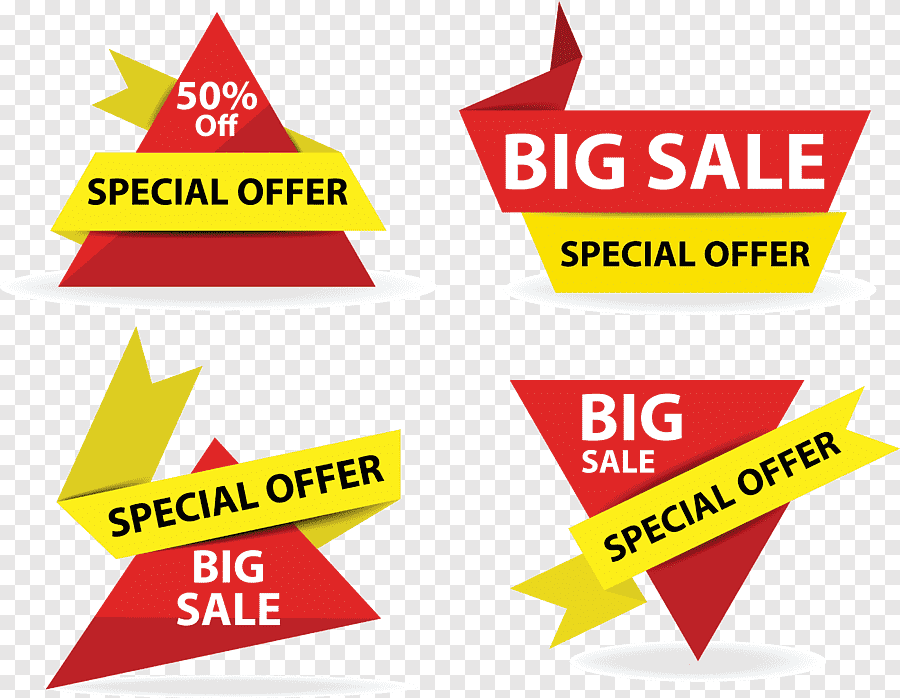 50%
Off
SPECIAL OFFER
BIG SALE
SPECIAL OFFER
SPECIAL OFFER
BIG
SALE
BIG
SALE
SPECIAL OFFER